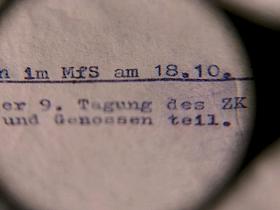 n im MfS am 18.10.
er 9. Tagung des ZK
und Genossen teil.